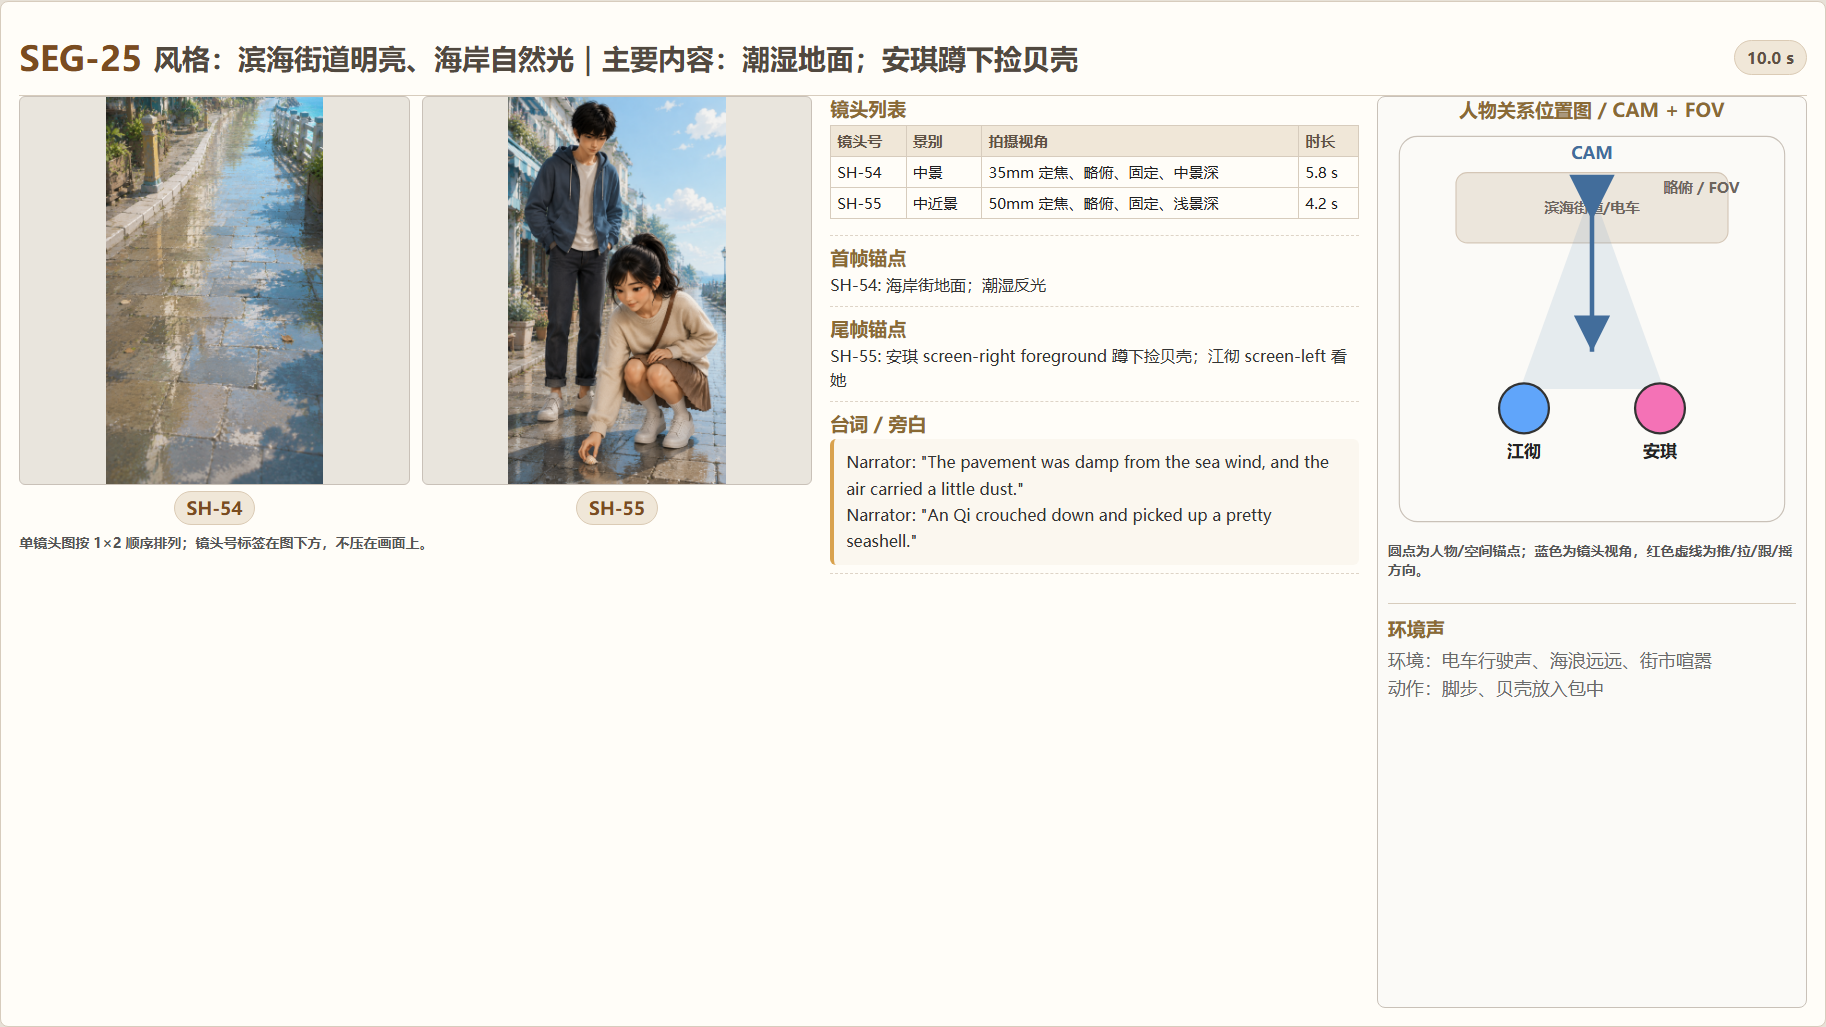 SEG-25 风格：滨海街道明亮、海岸自然光 | 主要内容：潮湿地面；安琪蹲下捡贝壳
10.0 s
SH-54
SH-55
单镜头图按 1×2 顺序排列；镜头号标签在图下方，不压在画面上。
镜头列表
镜头号 景别 拍摄视角 时长
SH-54 中景 35mm 定焦、略俯、固定、中景深 5.8 s
SH-55 中近景 50mm 定焦、略俯、固定、浅景深 4.2 s
首帧锚点
SH-54: 海岸街地面；潮湿反光
尾帧锚点
SH-55: 安琪 screen-right foreground 蹲下捡贝壳；江彻 screen-left 看
她
台词 / 旁白
Narrator: "The pavement was damp from the sea wind, and the
air carried a little dust."
Narrator: "An Qi crouched down and picked up a pretty
seashell."
人物关系位置图 / CAM + FOV
CAM
略俯 / FOV
滨海街道/电车
江彻
安琪
圆点为人物/空间锚点；蓝色为镜头视角，红色虚线为推/拉/跟/摇
方向。
环境声
环境：电车行驶声、海浪远远、街市喧嚣
动作：脚步、贝壳放入包中